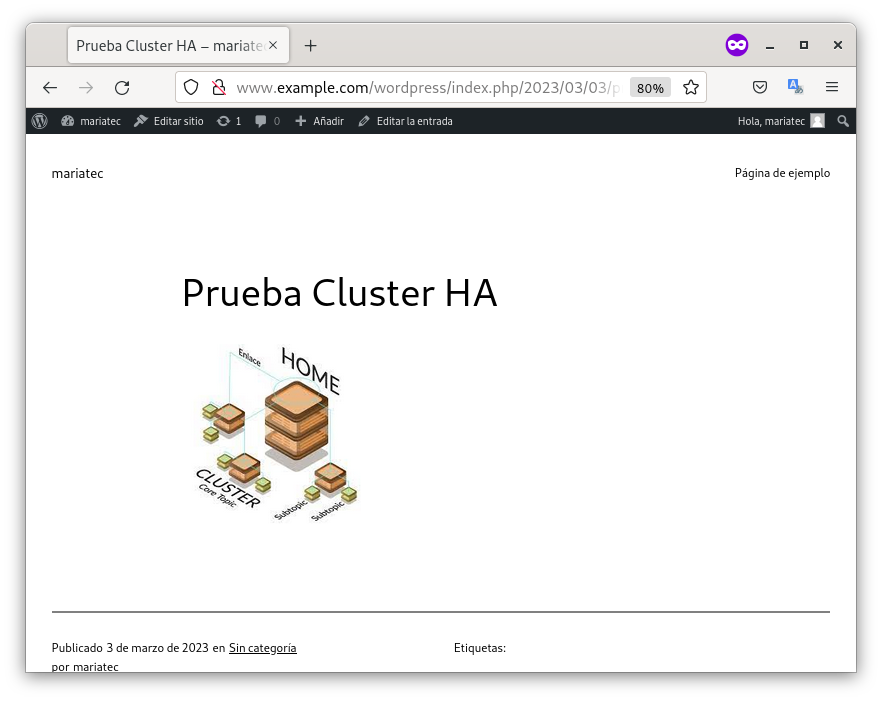 Prueba Cluster HA – mariatec
www.example.com/wordpress/index.php/2023/03/03/p
80%
mariatec
Editar sitio
1
0
Añadir
Editar la entrada
Hola, mariatec
mariatec
Página de ejemplo
Prueba Cluster HA
Enlace
HOME
CLUSTER
Core Topic
Subtopic
Subtopic
Publicado 3 de marzo de 2023 en Sin categoría
por mariatec
Etiquetas: